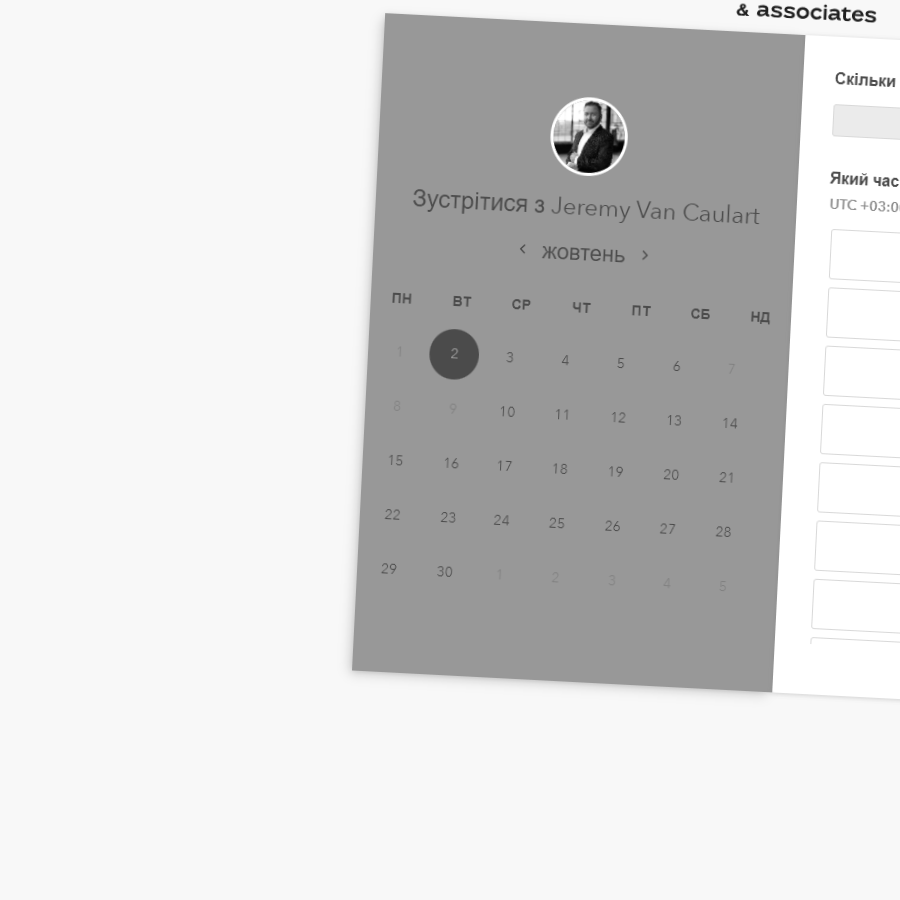 & associates
Зустрітися з Jeremy Van Caulart
жовтень
ПН ВТ СР ЧТ ПТ СБ НД
1 2 3 4 5 6 7
8 9 10 11 12 13 14
15 16 17 18 19 20 21
22 23 24 25 26 27 28
29 30 1 2 3 4 5
Скільки
Який час
UTC +03:0